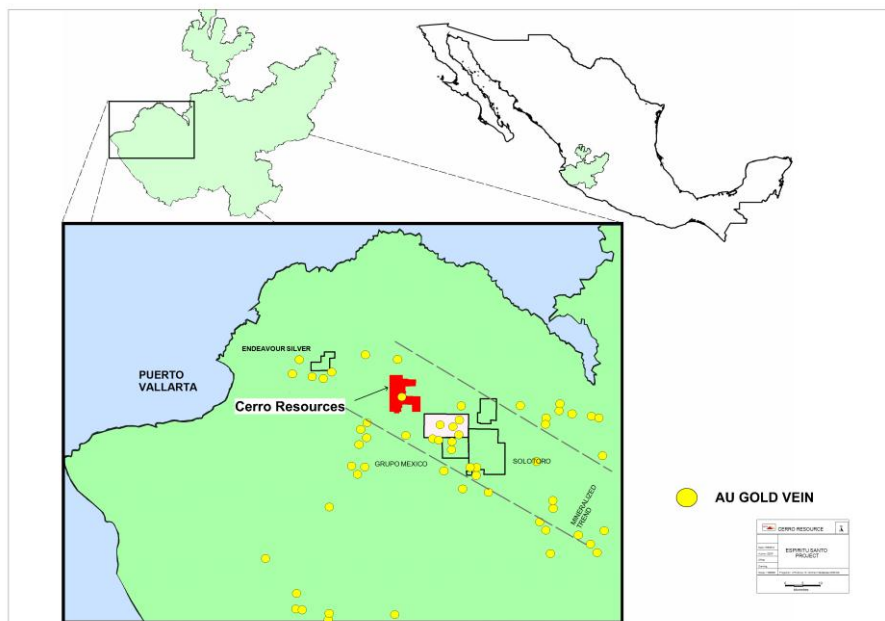 ENDEAVOUR SILVER
PUERTO
VALLARTA
Cerro Resources
GRUPO MEXICO
SOLOTORO
MINERALIZED
TREND
AU GOLD VEIN
CERRO RESOURCE
ESPIRITU SANTO
PROJECT